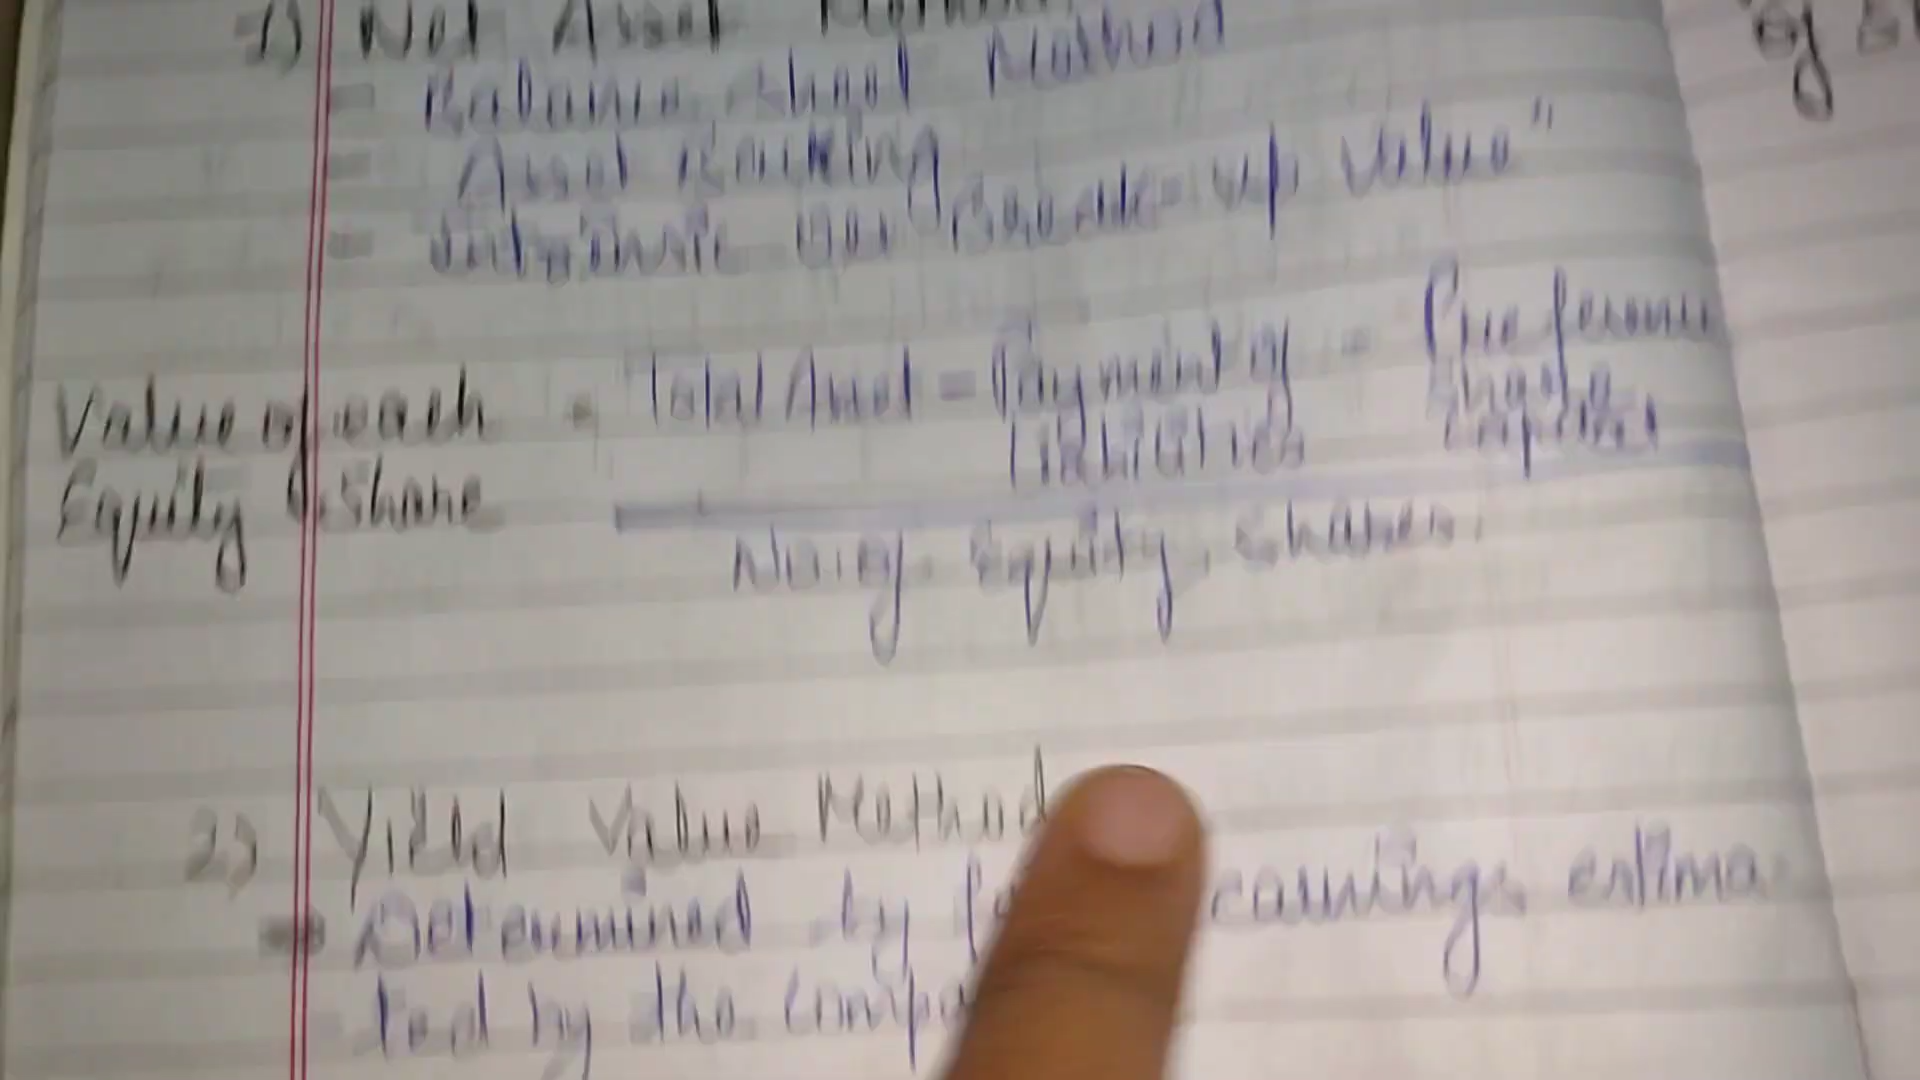 1) Net Asset Method
- Balance sheet Method
- Asset Backing
- Intrinsic or "Break-up value"
Value of each Equity Share = Total Asset - Payment of Liabilities - Preference Share Capital
No. of Equity Shares.
2) Yield Value Method
→ Determined by earnings estima
ted by the
of